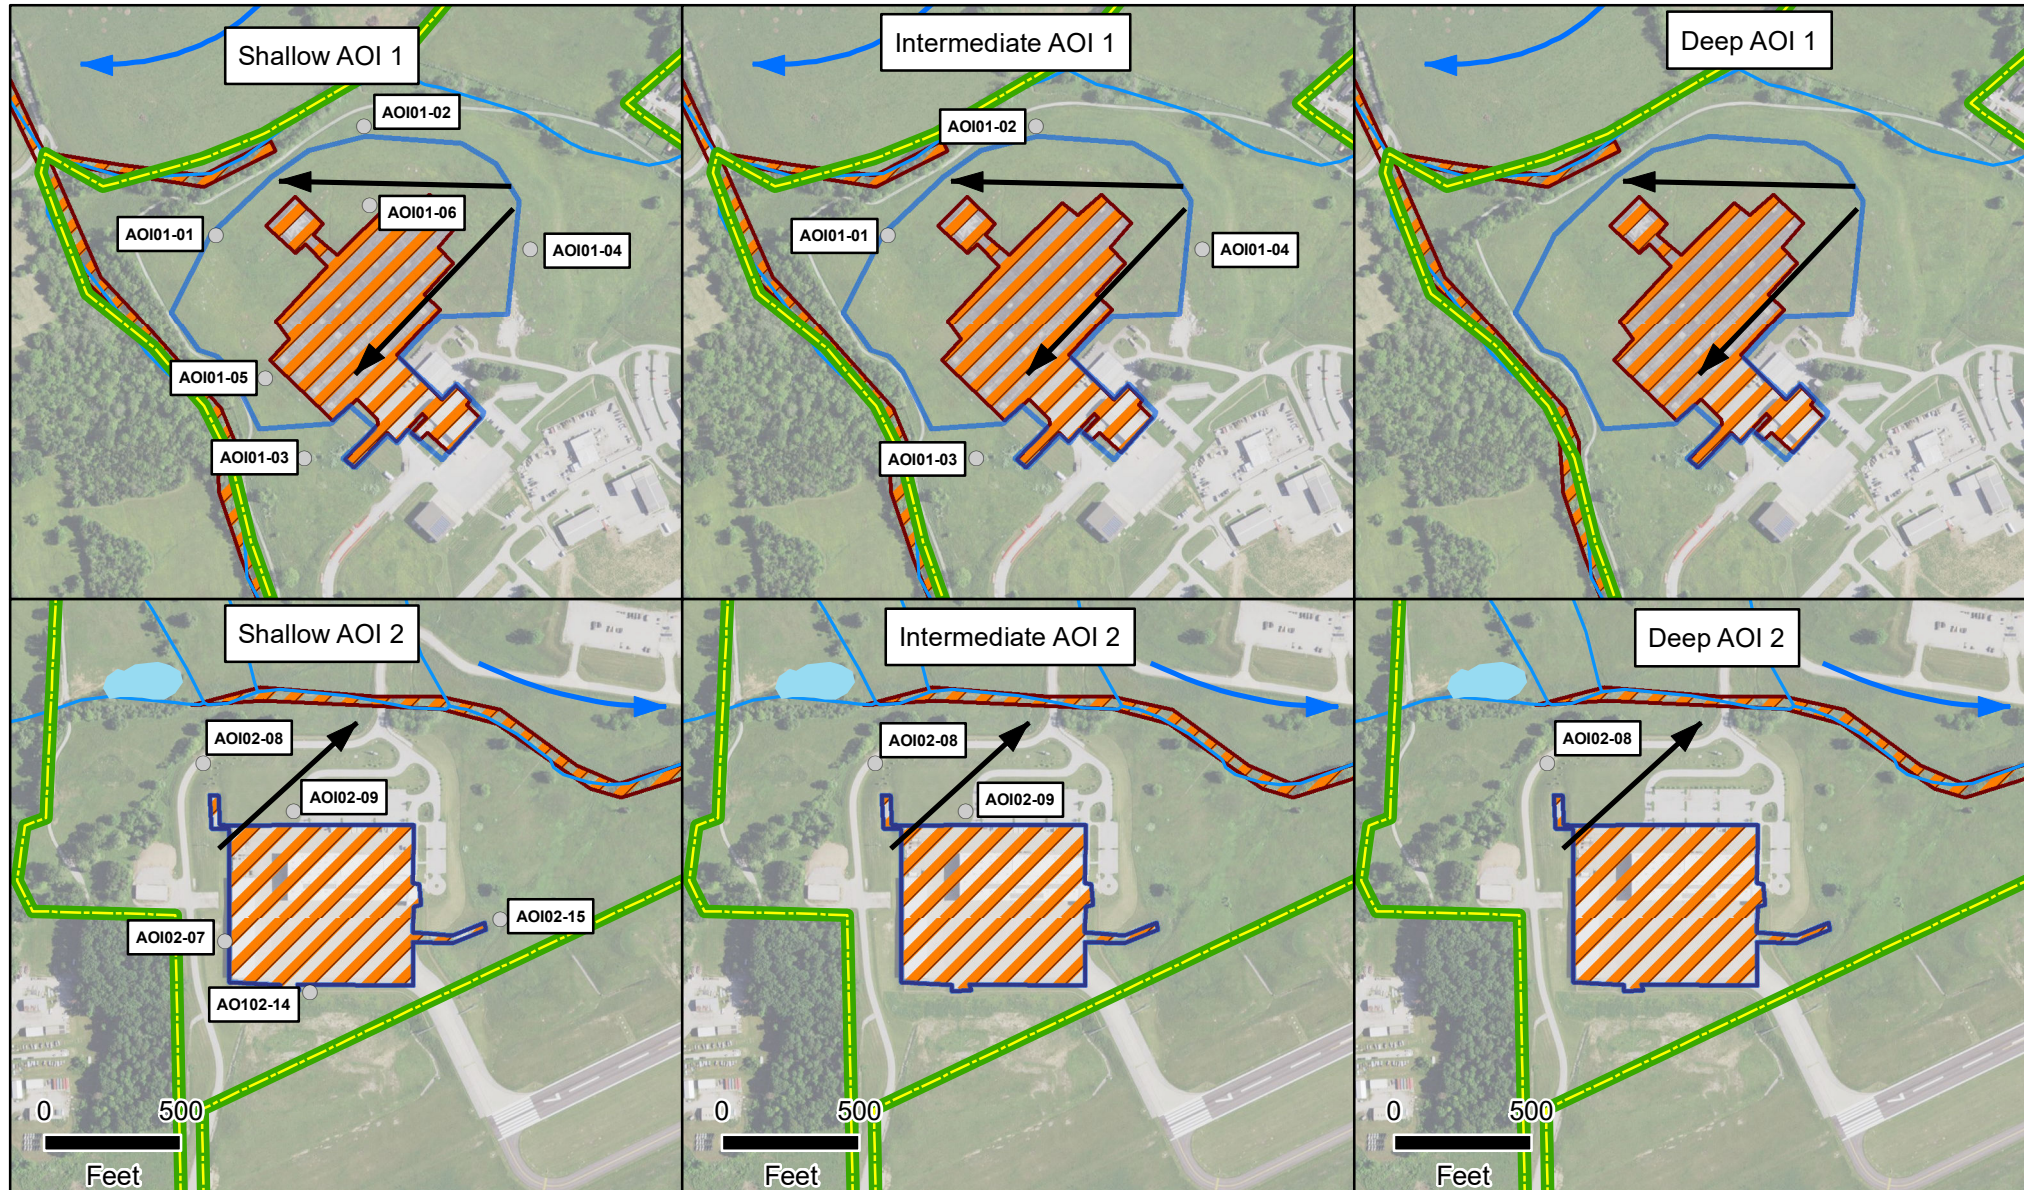 Shallow AOI 1
AOI01-02
AOI01-06
AOI01-01
AOI01-04
AOI01-05
AOI01-03
Intermediate AOI 1
AOI01-02
AOI01-01
AOI01-04
AOI01-03
Deep AOI 1
Shallow AOI 2
AOI02-08
AOI02-09
AOI02-15
AOI02-07
AO102-14
0 500
Feet
Intermediate AOI 2
AOI02-08
AOI02-09
0 500
Feet
Deep AOI 2
AOI02-08
0 500
Feet